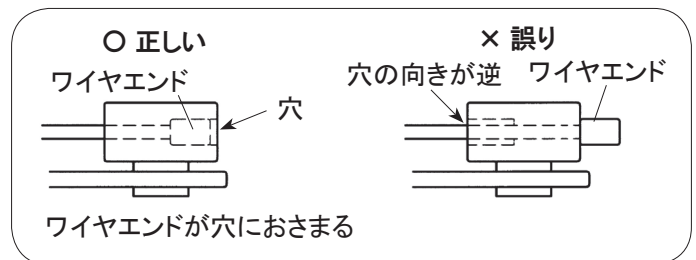 ○ 正しい
ワイヤエンド
穴
ワイヤエンドが穴におさまる
× 誤り
穴の向きが逆
ワイヤエンド